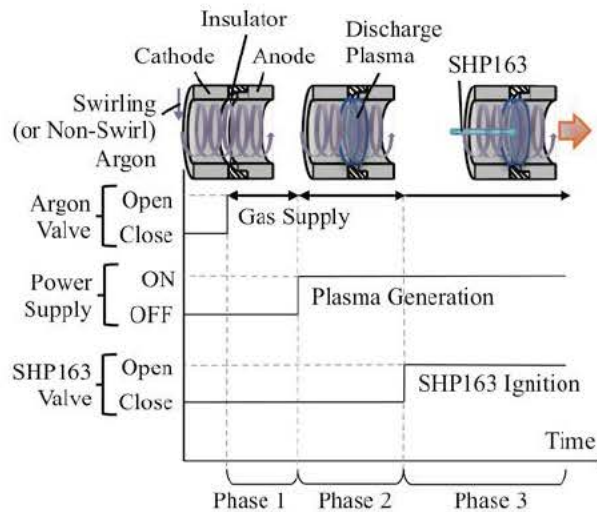 Insulator
Cathode
Anode
Discharge
Plasma
SHP163
Swirling
(or Non-Swirl)
Argon
Argon
Valve
Open
Close
Gas Supply
Power
Supply
ON
OFF
Plasma Generation
SHP163
Valve
Open
Close
SHP163 Ignition
Time
Phase 1
Phase 2
Phase 3